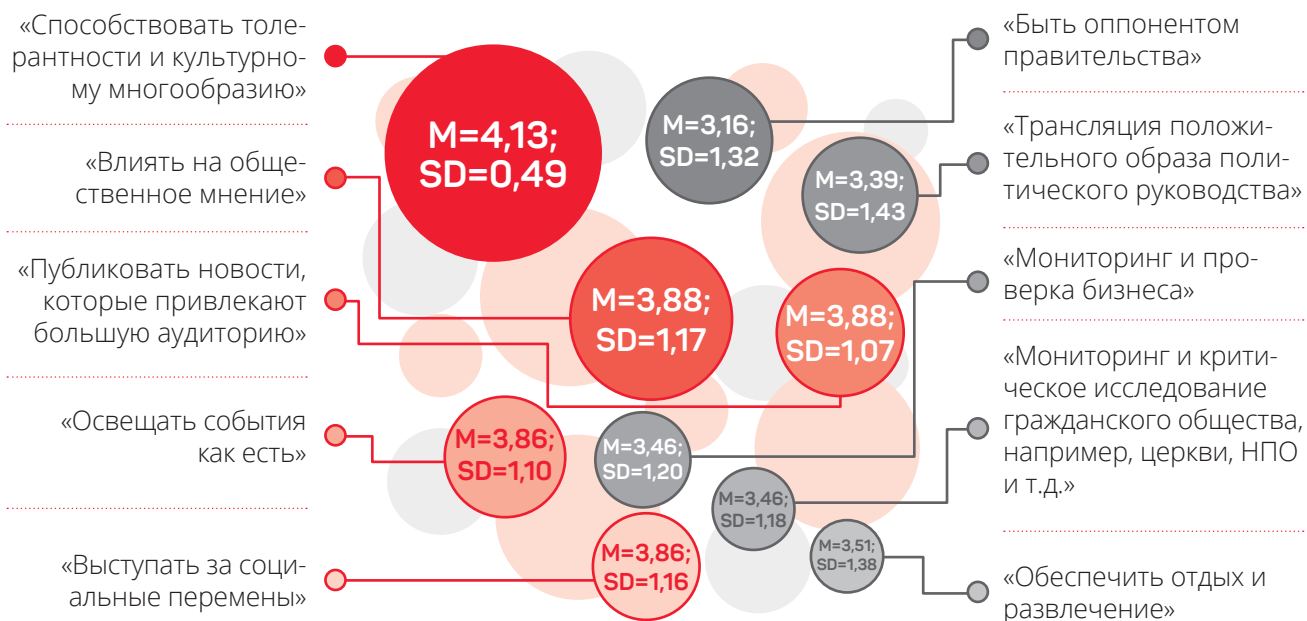 «Способствовать толе-
рантности и культурно-
му многообразию»
«Влиять на обще-
ственное мнение»
«Публиковать новости,
которые привлекают
большую аудиторию»
«Освещать события
как есть»
«Выступать за соци-
альные перемены»
M=4,13;
SD=0,49
M=3,16;
SD=1,32
M=3,39;
SD=1,43
M=3,88;
SD=1,17
M=3,88;
SD=1,07
M=3,86;
SD=1,10
M=3,46;
SD=1,20
M=3,46;
SD=1,18
M=3,86;
SD=1,16
M=3,51;
SD=1,38
«Быть оппонентом
правительства»
«Трансляция положи-
тельного образа поли-
тического руководства»
«Мониторинг и про-
верка бизнеса»
«Мониторинг и крити-
ческое исследование
гражданского общества,
например, церкви, НПО
и т.д.»
«Обеспечить отдых и
развлечение»